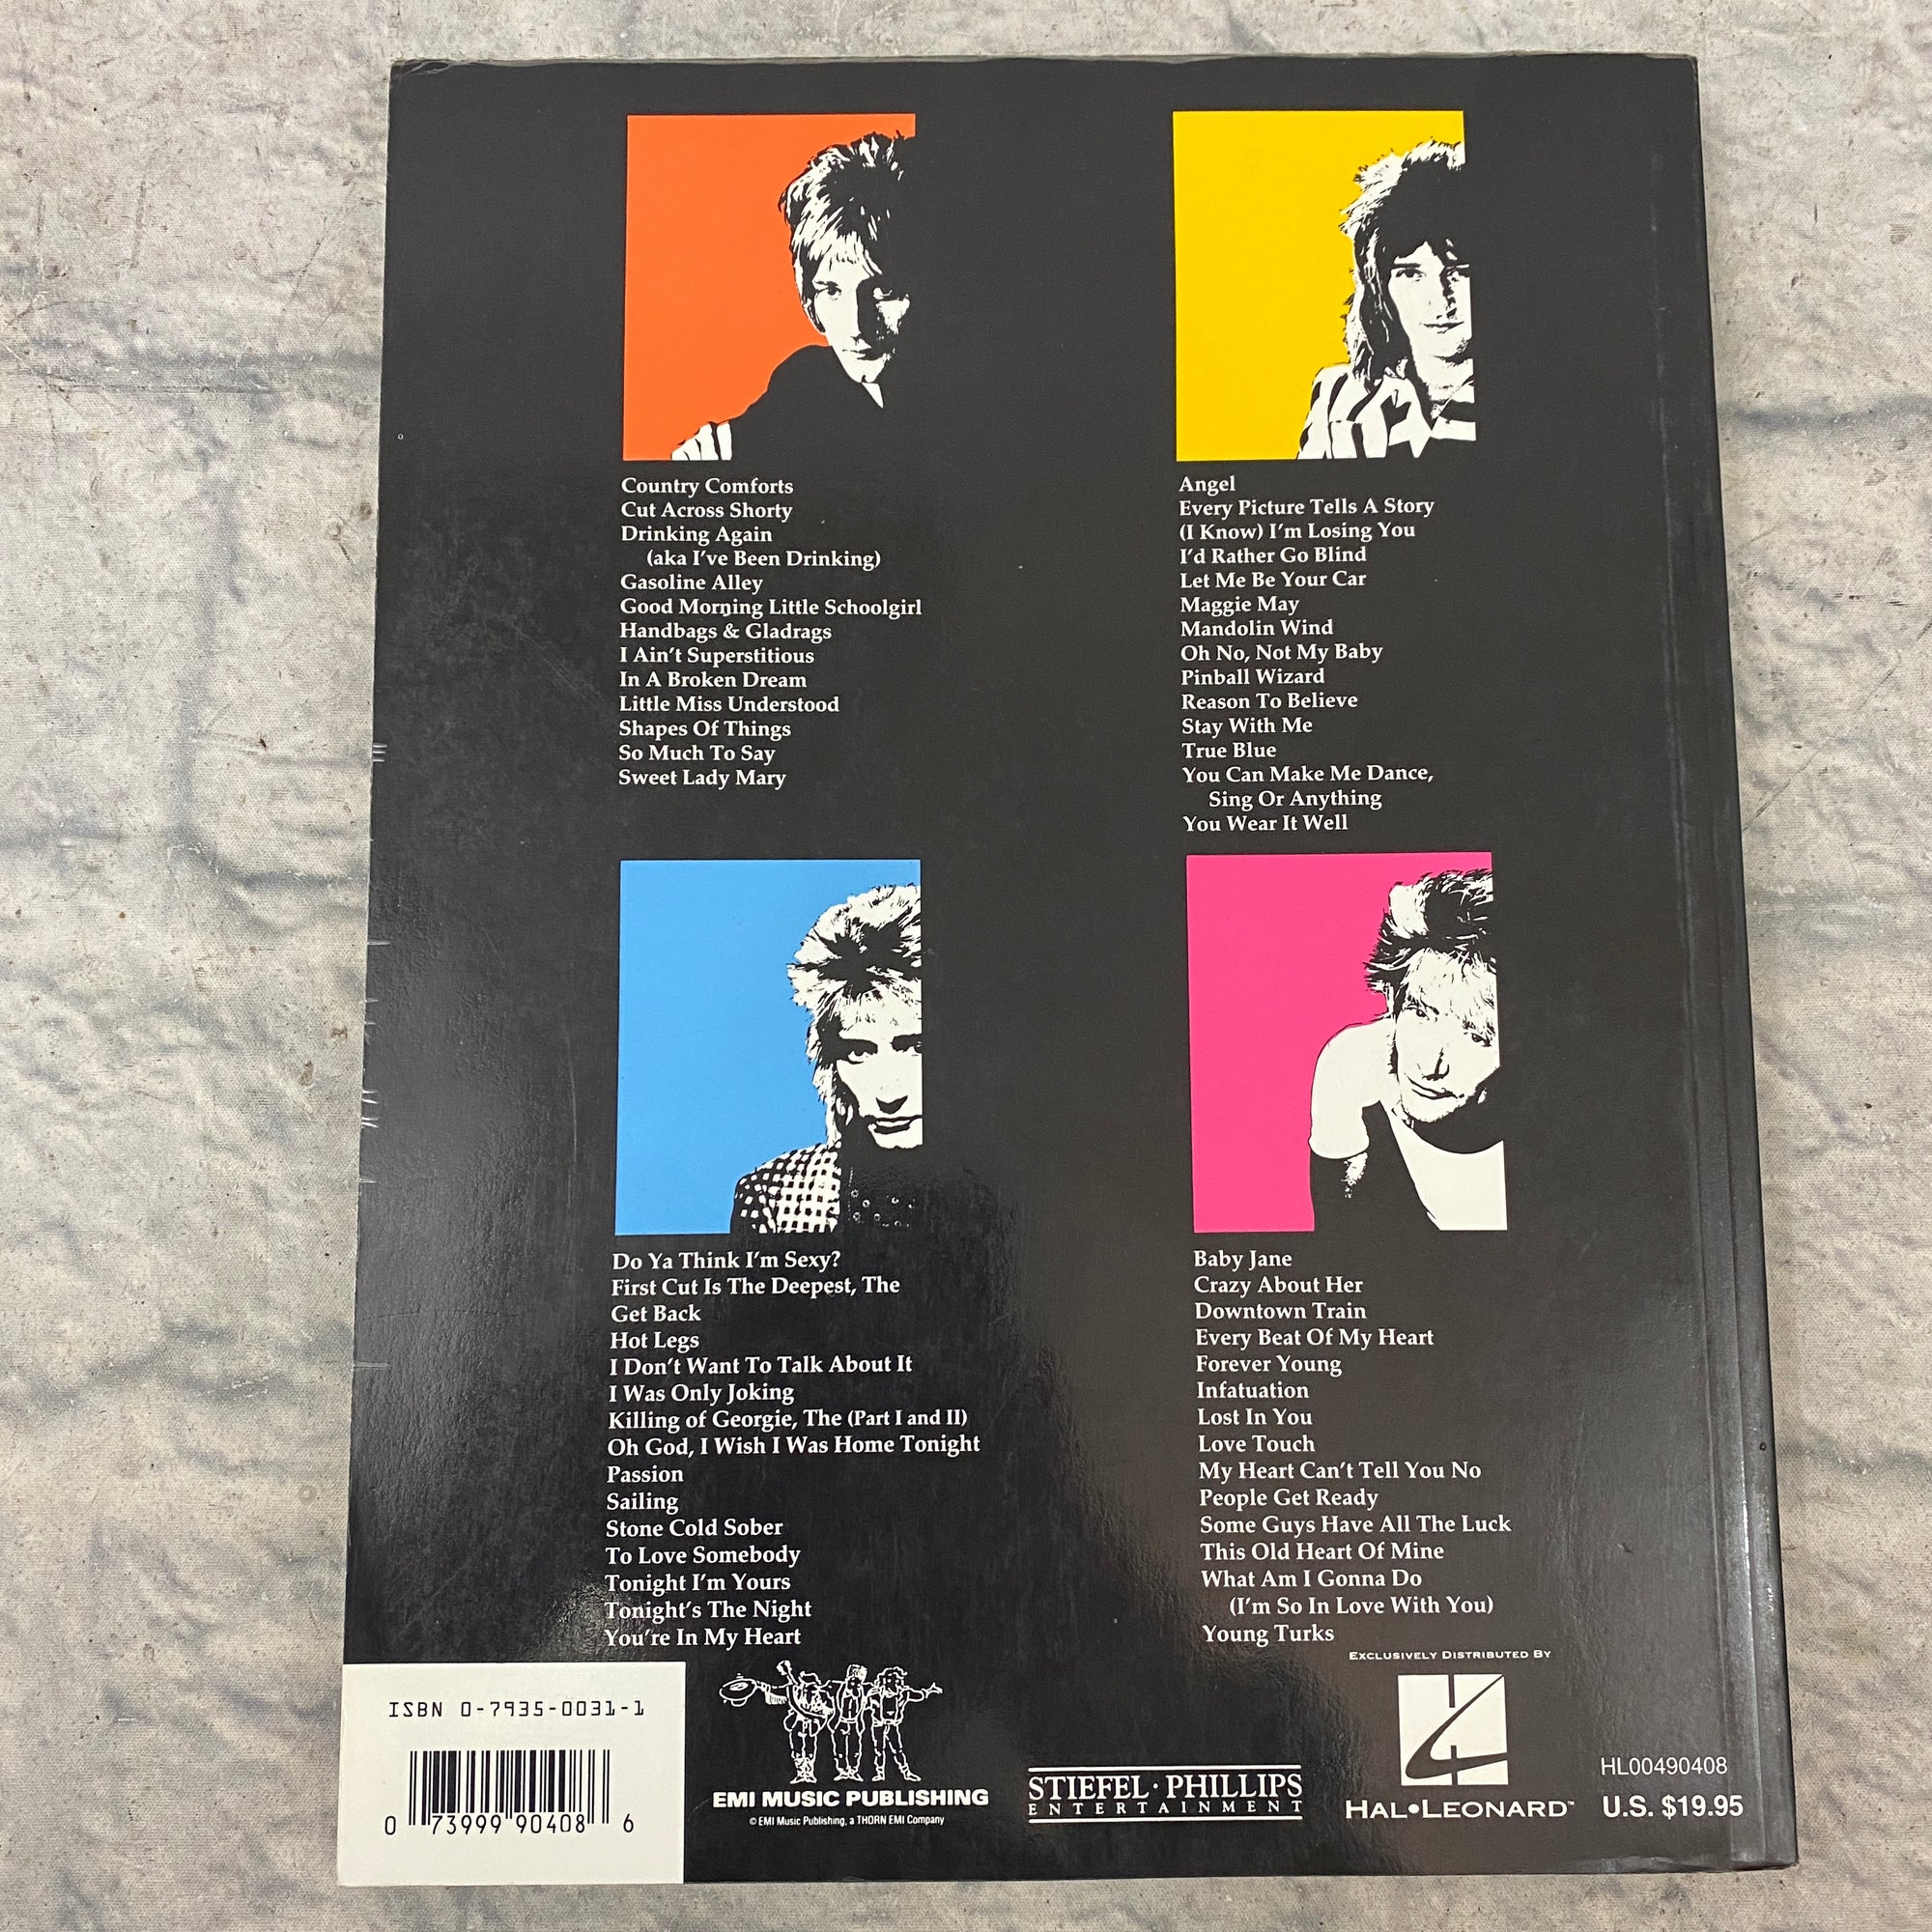 Country Comforts
Cut Across Shorty
Drinking Again
(aka I've Been Drinking)
Gasoline Alley
Good Morning Little Schoolgirl
Handbags & Gladrags
I Ain't Superstitious
In A Broken Dream
Little Miss Understood
Shapes Of Things
So Much To Say
Sweet Lady Mary
Angel
Every Picture Tells A Story
(I Know) I'm Losing You
I'd Rather Go Blind
Let Me Be Your Car
Maggie May
Mandolin Wind
Oh No, Not My Baby
Pinball Wizard
Reason To Believe
Stay With Me
True Blue
You Can Make Me Dance,
Sing Or Anything
You Wear It Well
Do Ya Think I'm Sexy?
First Cut Is The Deepest, The
Get Back
Hot Legs
I Don't Want To Talk About It
I Was Only Joking
Killing of Georgie, The (Part I and II)
Oh God, I Wish I Was Home Tonight
Passion
Sailing
Stone Cold Sober
To Love Somebody
Tonight I'm Yours
Tonight's The Night
You're In My Heart
Baby Jane
Crazy About Her
Downtown Train
Every Beat Of My Heart
Forever Young
Infatuation
Lost In You
Love Touch
My Heart Can't Tell You No
People Get Ready
Some Guys Have All The Luck
This Old Heart Of Mine
What Am I Gonna Do
(I'm So In Love With You)
Young Turks
ISBN 0-7935-0031-1
0 73999 90408 6
EMI MUSIC PUBLISHING
© EMI Music Publishing, a THORN EMI Company
STIEFEL · PHILLIPS
ENTERTAINMENT
EXCLUSIVELY DISTRIBUTED BY
HAL•LEONARD™
HL00490408
U.S. $19.95